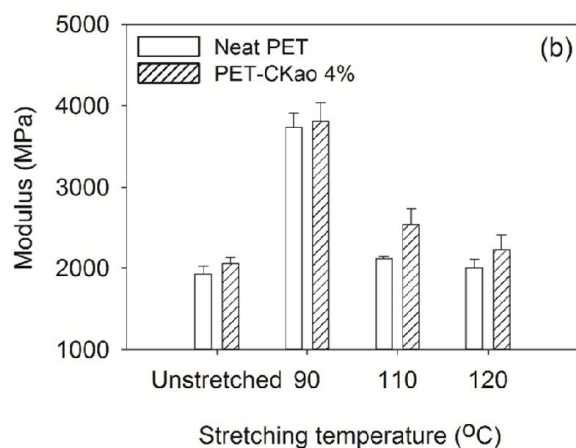 5000
(b)
Neat PET
PET-CKao 4%
4000
3000
2000
1000
Modulus (MPa)
Unstretched 90 110 120
Stretching temperature (ºC)